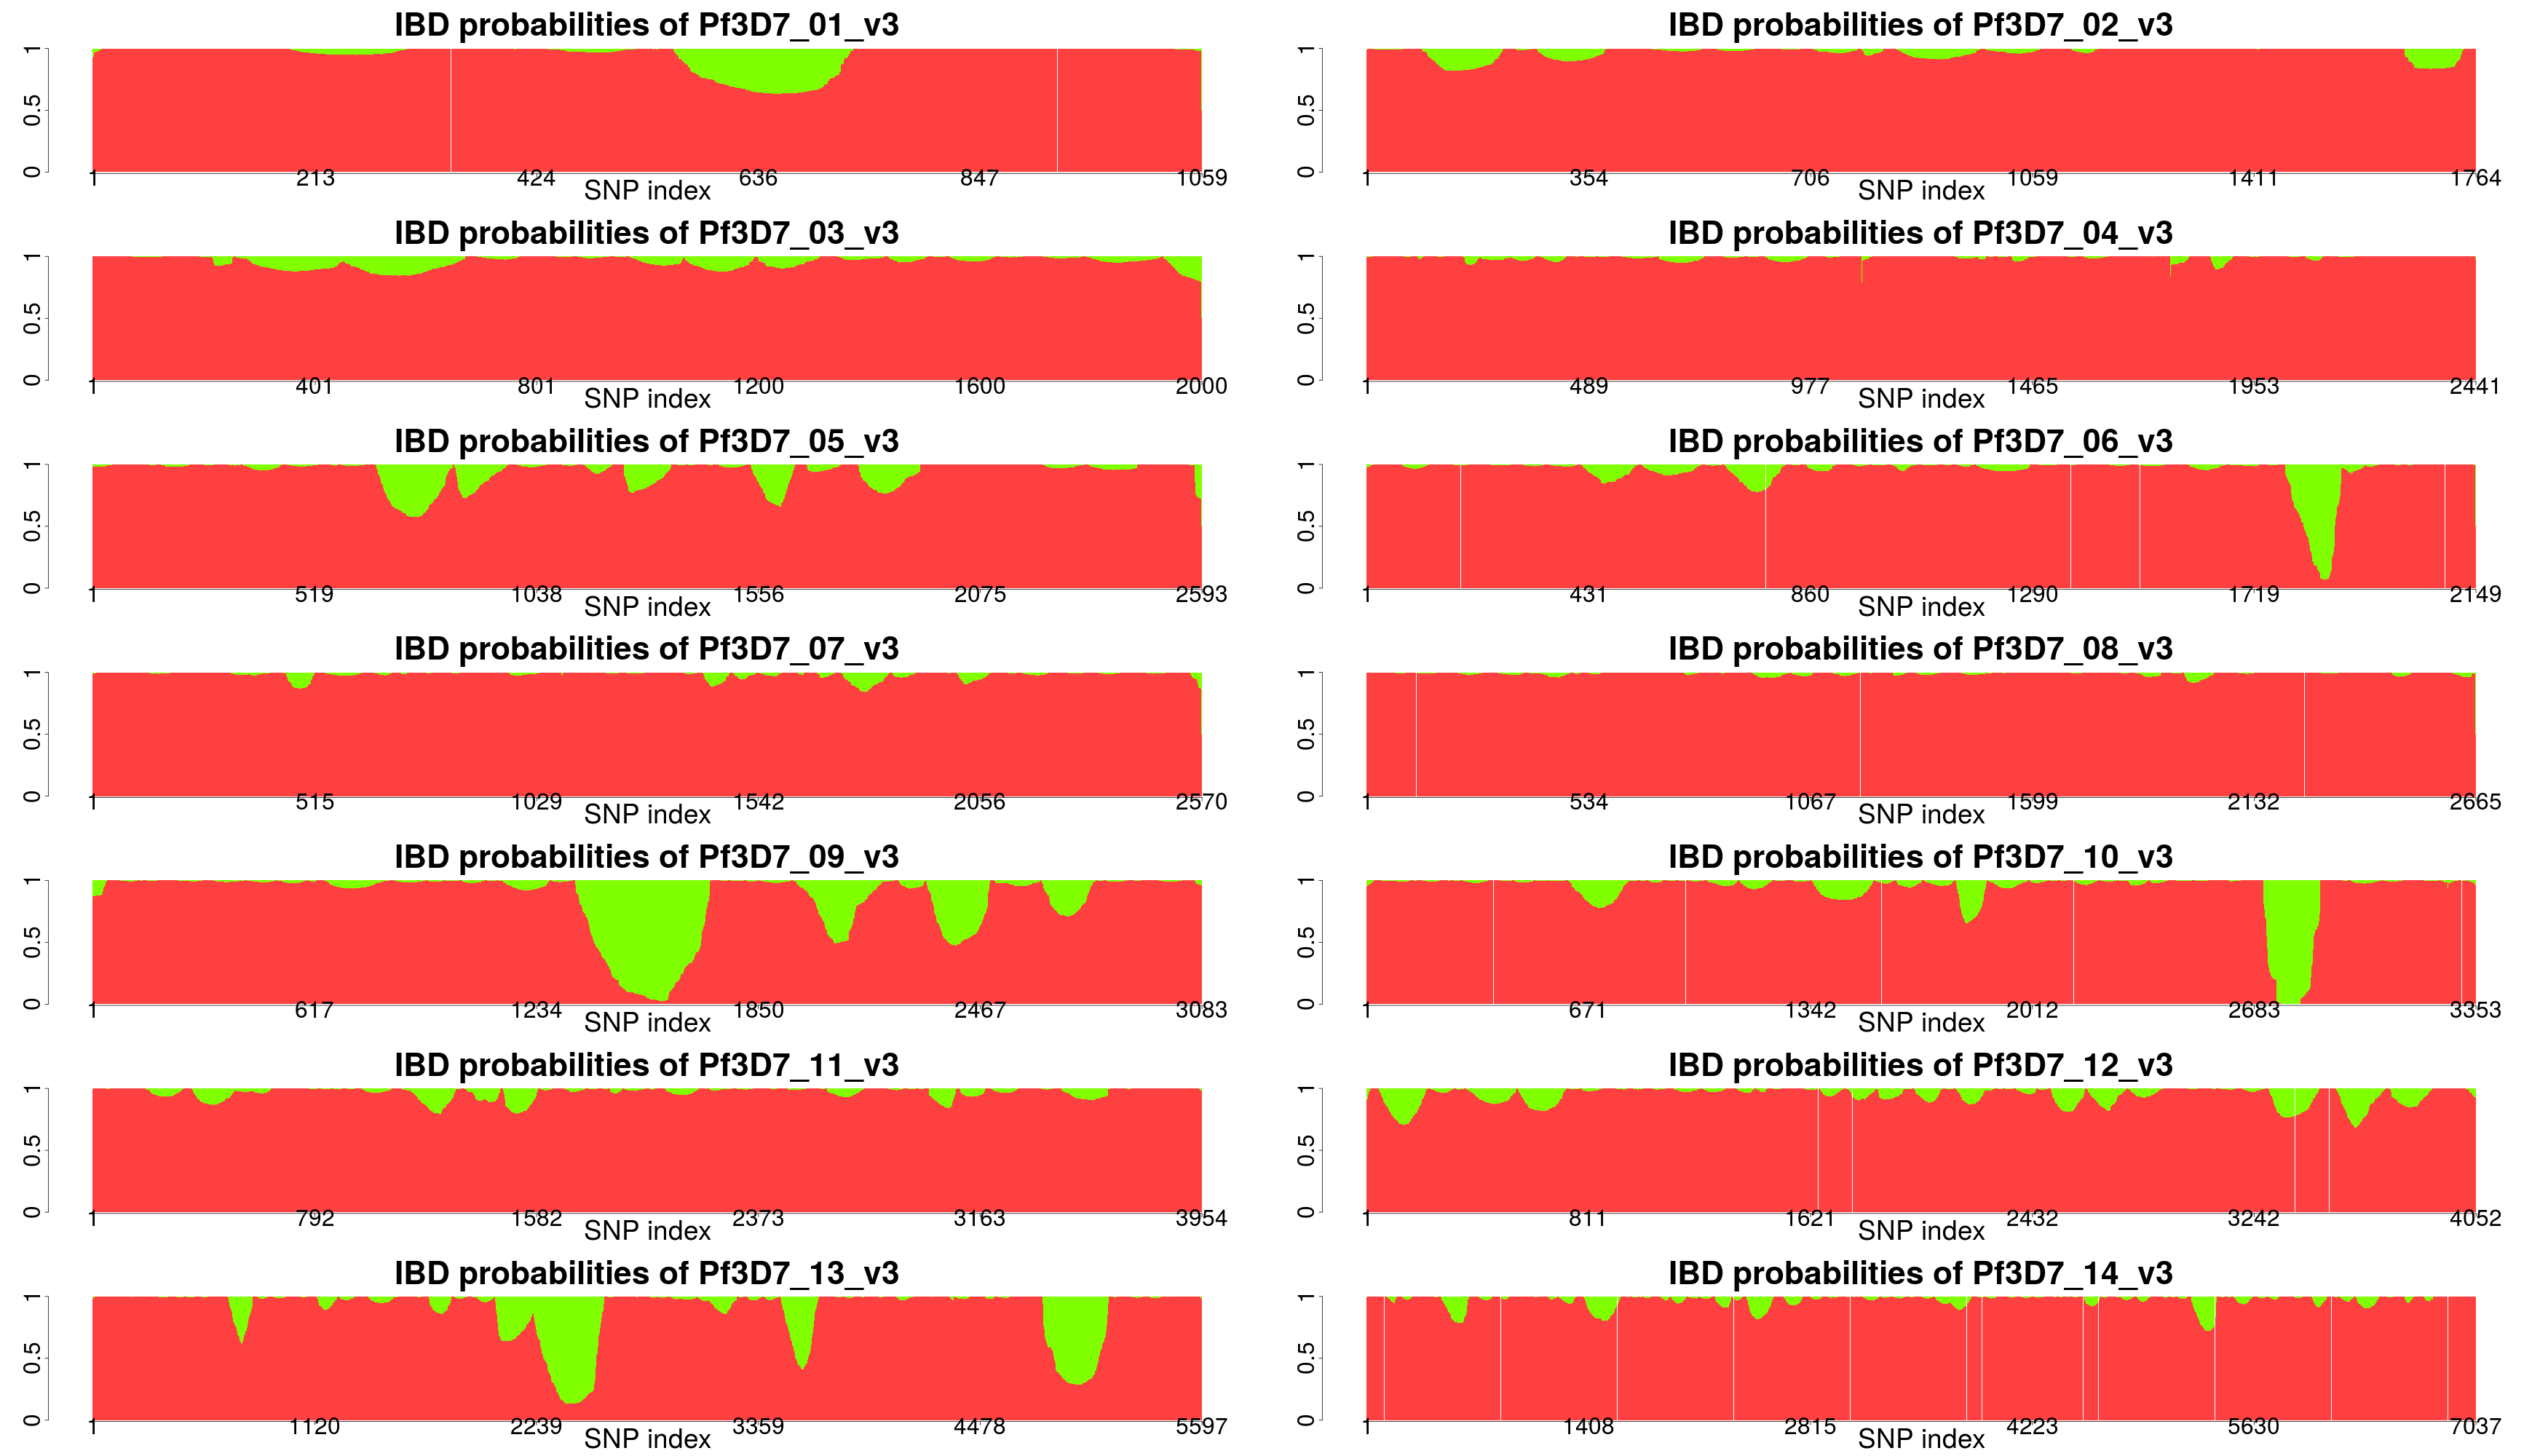 IBD probabilities of Pf3D7_01_v3
0 0.5 1
1 213 424 636 847 1059
SNP index
IBD probabilities of Pf3D7_02_v3
0 0.5 1
1 354 706 1059 1411 1764
SNP index
IBD probabilities of Pf3D7_03_v3
0 0.5 1
1 401 801 1200 1600 2000
SNP index
IBD probabilities of Pf3D7_04_v3
0 0.5 1
1 489 977 1465 1953 2441
SNP index
IBD probabilities of Pf3D7_05_v3
0 0.5 1
1 519 1038 1556 2075 2593
SNP index
IBD probabilities of Pf3D7_06_v3
0 0.5 1
1 431 860 1290 1719 2149
SNP index
IBD probabilities of Pf3D7_07_v3
0 0.5 1
1 515 1029 1542 2056 2570
SNP index
IBD probabilities of Pf3D7_08_v3
0 0.5 1
1 534 1067 1599 2132 2665
SNP index
IBD probabilities of Pf3D7_09_v3
0 0.5 1
1 617 1234 1850 2467 3083
SNP index
IBD probabilities of Pf3D7_10_v3
0 0.5 1
1 671 1342 2012 2683 3353
SNP index
IBD probabilities of Pf3D7_11_v3
0 0.5 1
1 792 1582 2373 3163 3954
SNP index
IBD probabilities of Pf3D7_12_v3
0 0.5 1
1 811 1621 2432 3242 4052
SNP index
IBD probabilities of Pf3D7_13_v3
0 0.5 1
1 1120 2239 3359 4478 5597
SNP index
IBD probabilities of Pf3D7_14_v3
0 0.5 1
1 1408 2815 4223 5630 7037
SNP index